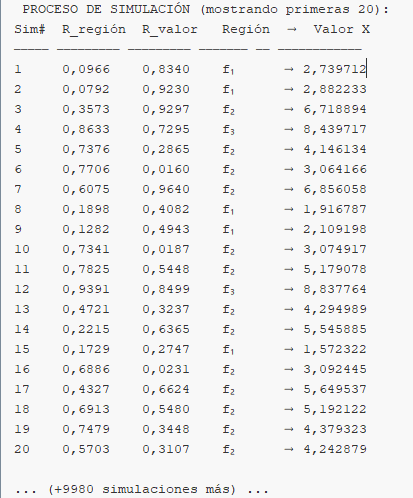 PROCESO DE SIMULACIÓN (mostrando primeras 20):
Sim# R_región R_valor Región → Valor X
───── ───────── ───────── ─────── ── ────────────
1 0,0966 0,8340 f₁ → 2,739712
2 0,0792 0,9230 f₁ → 2,882233
3 0,3573 0,9297 f₂ → 6,718894
4 0,8633 0,7295 f₃ → 8,439717
5 0,7376 0,2865 f₂ → 4,146134
6 0,7706 0,0160 f₂ → 3,064166
7 0,6075 0,9640 f₂ → 6,856058
8 0,1898 0,4082 f₁ → 1,916787
9 0,1282 0,4943 f₁ → 2,109198
10 0,7341 0,0187 f₂ → 3,074917
11 0,7825 0,5448 f₂ → 5,179078
12 0,9391 0,8499 f₃ → 8,837764
13 0,4721 0,3237 f₂ → 4,294989
14 0,2215 0,6365 f₂ → 5,545885
15 0,1729 0,2747 f₁ → 1,572322
16 0,6886 0,0231 f₂ → 3,092445
17 0,4327 0,6624 f₂ → 5,649537
18 0,6913 0,5480 f₂ → 5,192122
19 0,7479 0,3448 f₂ → 4,379323
20 0,5703 0,3107 f₂ → 4,242879
... (+9980 simulaciones más) ...